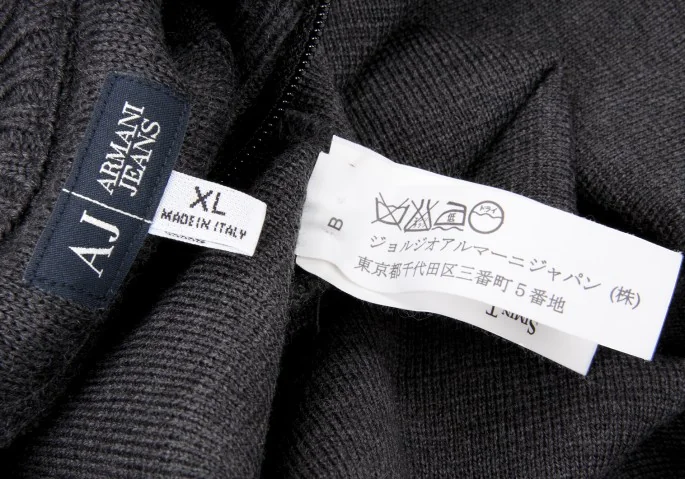 AJ
ARMANI
JEANS
XL
MADE IN ITALY
B
ドライ
ジョルジオアルマーニジャパン (株)
東京都千代田区三番町5番地